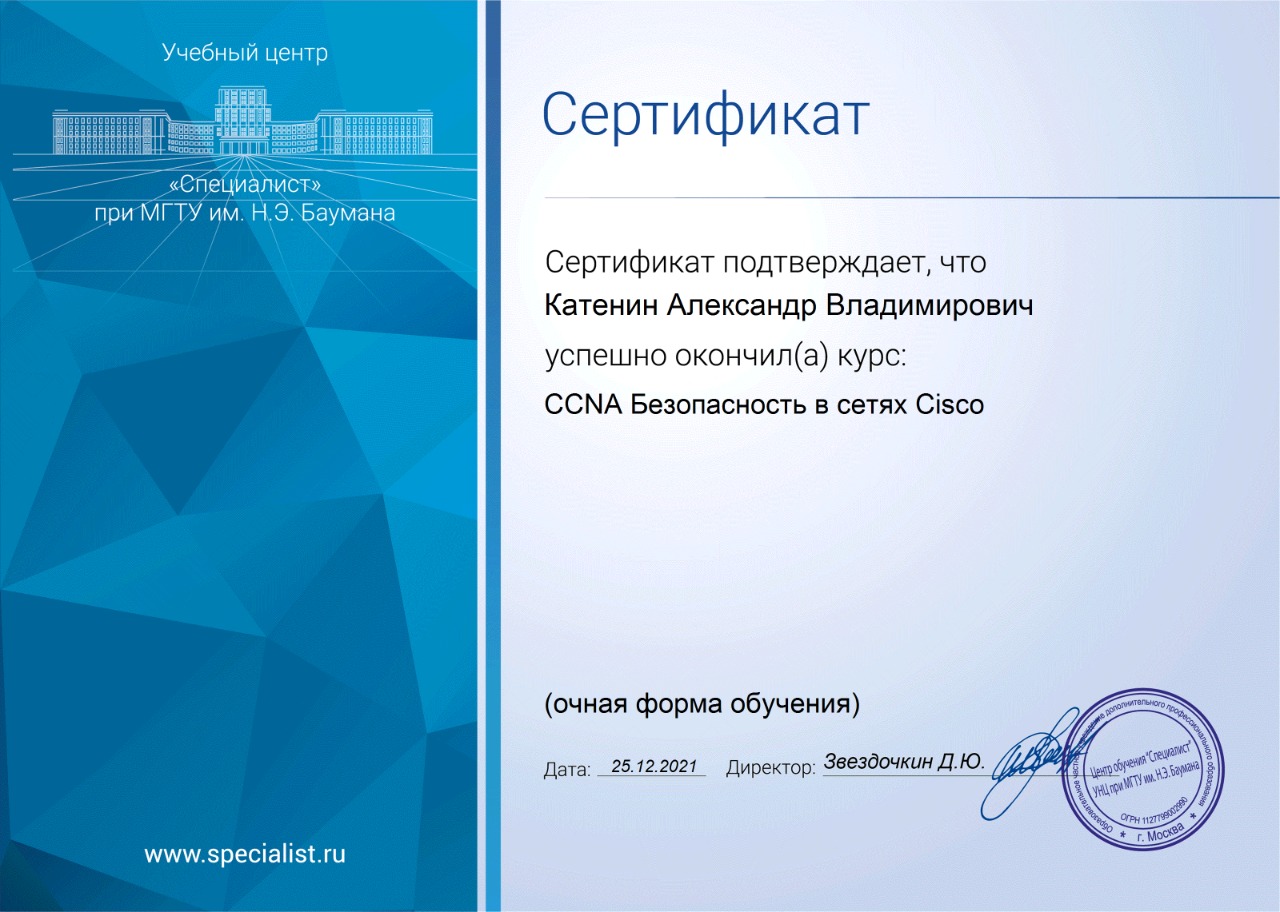 Учебный центр
«Специалист»
при МГТУ им. Н.Э. Баумана
www.specialist.ru
Сертификат
Сертификат подтверждает, что
Катенин Александр Владимирович
успешно окончил(а) курс:
CCNA Безопасность в сетях Cisco
(очная форма обучения)
Дата: 25.12.2021 Директор: Звездочкин Д.Ю.
Образовательное частное учреждение дополнительного профессионального образования
Центр обучения "Специалист"
УНЦ при МГТУ им. Н.Э. Баумана
ОГРН 1127799002990
* г. Москва *